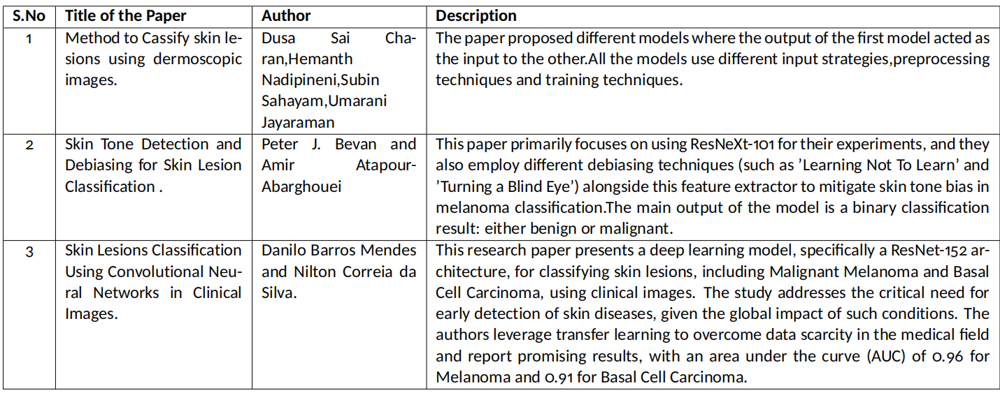 S.No Title of the Paper Author Description
1 Method to Cassify skin le-
sions using dermoscopic
images.
Dusa Sai Cha-
ran,Hemanth
Nadipineni,Subin
Sahayam,Umarani
Jayaraman
The paper proposed different models where the output of the first model acted as
the input to the other.All the models use different input strategies,preprocessing
techniques and training techniques.
2 Skin Tone Detection and
Debiasing for Skin Lesion
Classification .
Peter J. Bevan and
Amir Atapour-
Abarghouei
This paper primarily focuses on using ResNeXt-101 for their experiments, and they
also employ different debiasing techniques (such as ’Learning Not To Learn’ and
’Turning a Blind Eye’) alongside this feature extractor to mitigate skin tone bias in
melanoma classification.The main output of the model is a binary classification
result: either benign or malignant.
3 Skin Lesions Classification
Using Convolutional Neu-
ral Networks in Clinical
Images.
Danilo Barros Mendes
and Nilton Correia da
Silva.
This research paper presents a deep learning model, specifically a ResNet-152 ar-
chitecture, for classifying skin lesions, including Malignant Melanoma and Basal
Cell Carcinoma, using clinical images. The study addresses the critical need for
early detection of skin diseases, given the global impact of such conditions. The
authors leverage transfer learning to overcome data scarcity in the medical field
and report promising results, with an area under the curve (AUC) of 0.96 for
Melanoma and 0.91 for Basal Cell Carcinoma.